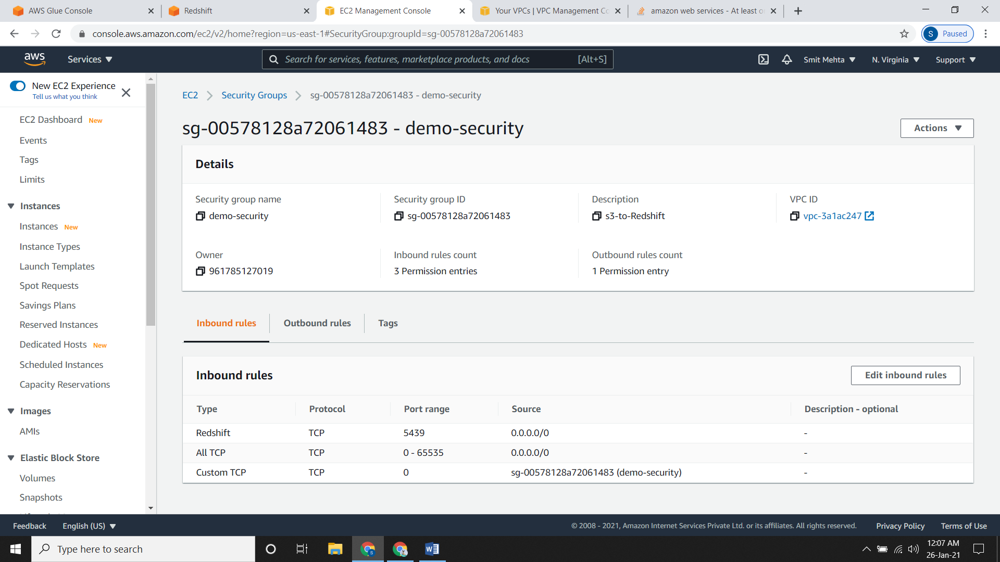 AWS Glue Console
Redshift
EC2 Management Console
Your VPCs | VPC Management Co
amazon web services - At least o
console.aws.amazon.com/ec2/v2/home?region=us-east-1#SecurityGroup:groupId=sg-00578128a72061483
S Paused
aws
Services
Search for services, features, marketplace products, and docs [Alt+S]
Smit Mehta
N. Virginia
Support
New EC2 Experience
Tell us what you think
EC2 Dashboard New
Events
Tags
Limits
Instances
Instances New
Instance Types
Launch Templates
Spot Requests
Savings Plans
Reserved Instances
Dedicated Hosts New
Scheduled Instances
Capacity Reservations
Images
AMIs
Elastic Block Store
Volumes
Snapshots
EC2 > Security Groups > sg-00578128a72061483 - demo-security
sg-00578128a72061483 - demo-security
Actions
Details
Security group name
demo-security
Security group ID
sg-00578128a72061483
Description
s3-to-Redshift
VPC ID
vpc-3a1ac247
Owner
961785127019
Inbound rules count
3 Permission entries
Outbound rules count
1 Permission entry
Inbound rules
Outbound rules
Tags
Inbound rules
Edit inbound rules
Type Protocol Port range Source Description - optional
Redshift TCP 5439 0.0.0.0/0 -
All TCP TCP 0 - 65535 0.0.0.0/0 -
Custom TCP TCP 0 sg-00578128a72061483 (demo-security) -
Feedback
English (US)
© 2008 - 2021, Amazon Internet Services Private Ltd. or its affiliates. All rights reserved.
Privacy Policy
Terms of Use
Type here to search
12:07 AM
26-Jan-21